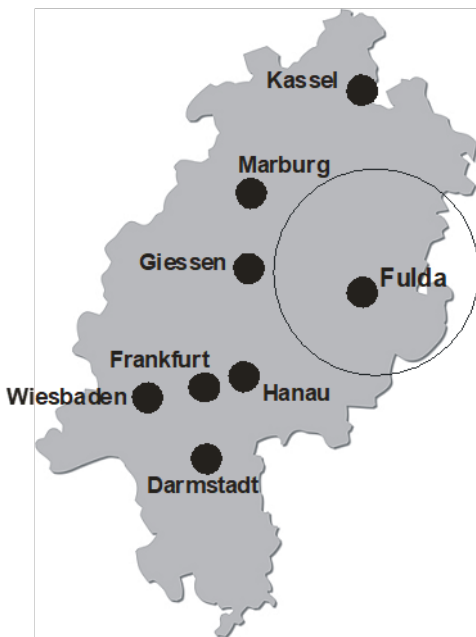 Kassel
Marburg
Giessen
Fulda
Frankfurt
Hanau
Wiesbaden
Darmstadt